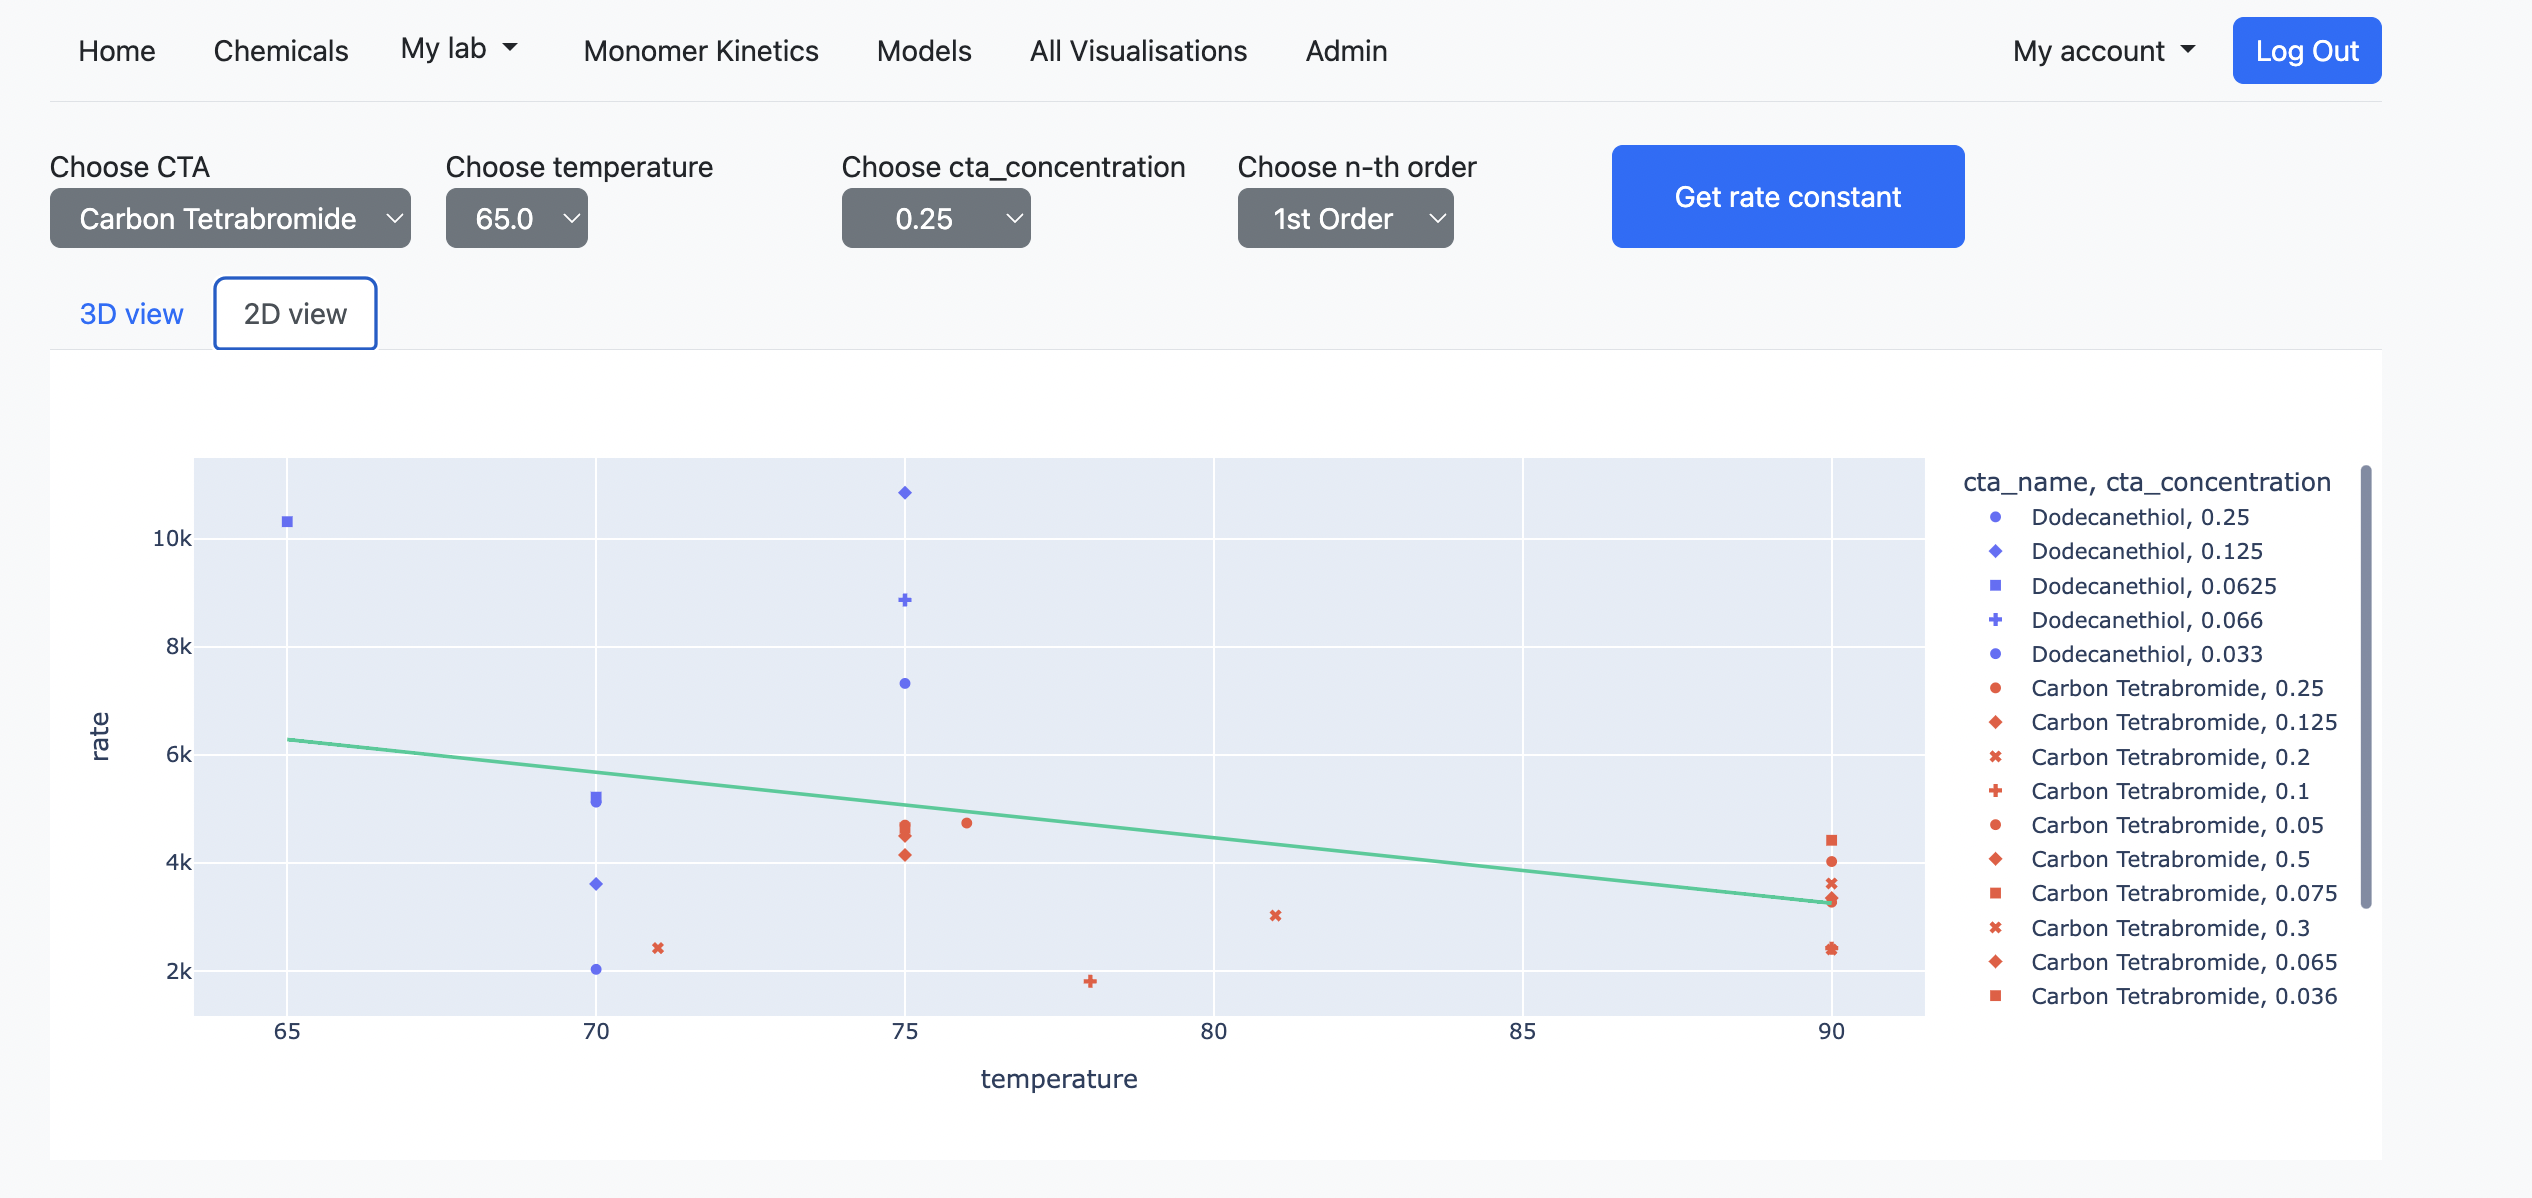 Home Chemicals My lab Monomer Kinetics Models All Visualisations Admin My account Log Out
Choose CTA Choose temperature Choose cta_concentration Choose n-th order
Carbon Tetrabromide 65.0 0.25 1st Order Get rate constant
3D view 2D view
cta_name, cta_concentration
Dodecanethiol, 0.25
Dodecanethiol, 0.125
Dodecanethiol, 0.0625
Dodecanethiol, 0.066
Dodecanethiol, 0.033
Carbon Tetrabromide, 0.25
Carbon Tetrabromide, 0.125
Carbon Tetrabromide, 0.2
Carbon Tetrabromide, 0.1
Carbon Tetrabromide, 0.05
Carbon Tetrabromide, 0.5
Carbon Tetrabromide, 0.075
Carbon Tetrabromide, 0.3
Carbon Tetrabromide, 0.065
Carbon Tetrabromide, 0.036
10k
8k
6k
4k
2k
rate
65 70 75 80 85 90
temperature